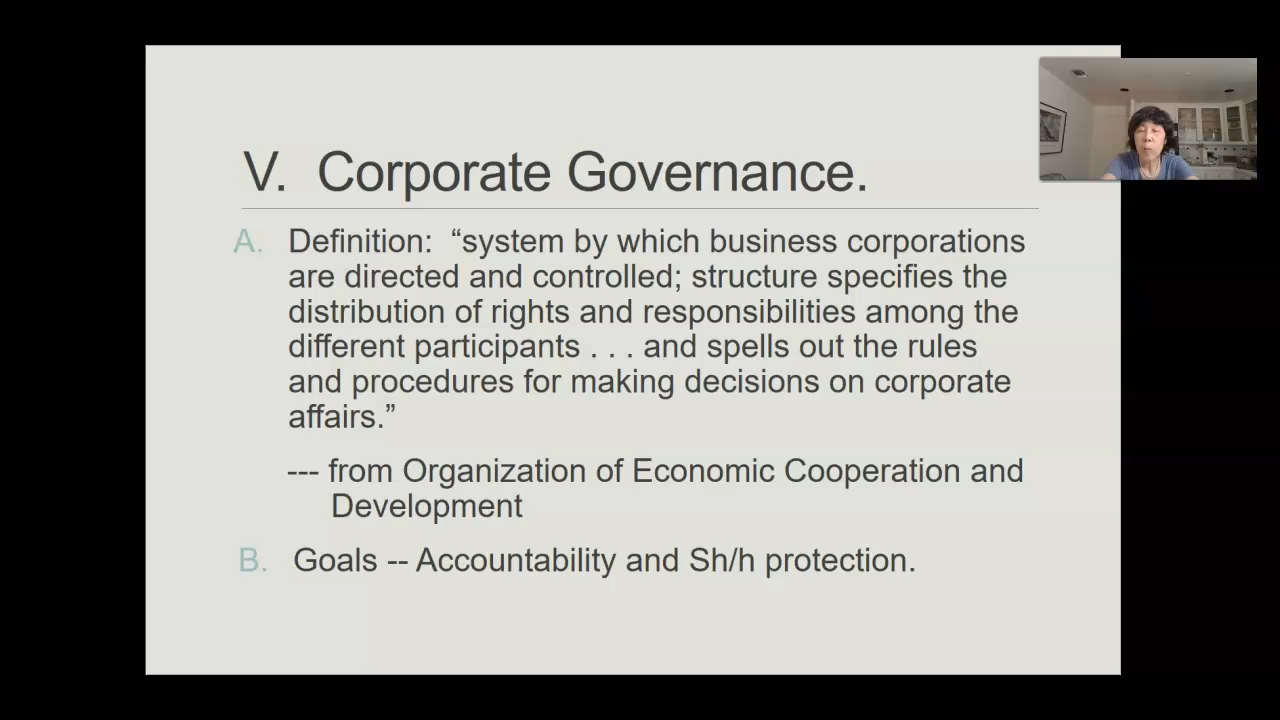 V. Corporate Governance.
A. Definition: “system by which business corporations
are directed and controlled; structure specifies the
distribution of rights and responsibilities among the
different participants . . . and spells out the rules
and procedures for making decisions on corporate
affairs.”
--- from Organization of Economic Cooperation and
Development
B. Goals -- Accountability and Sh/h protection.